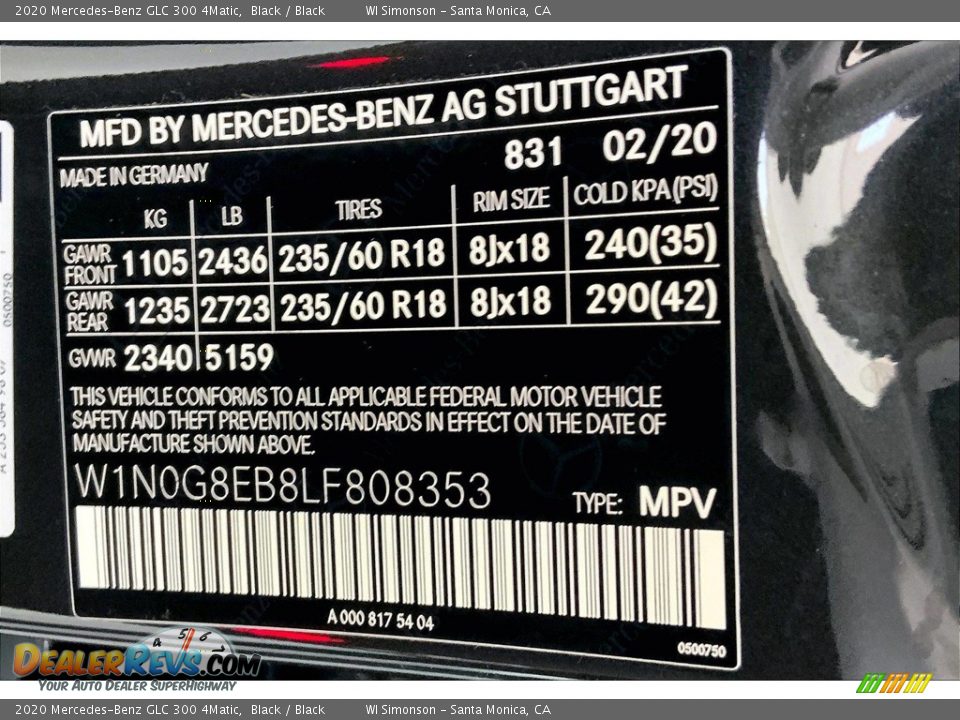 2020 Mercedes-Benz GLC 300 4Matic, Black / Black WI Simonson - Santa Monica, CA
MFD BY MERCEDES-BENZ AG STUTTGART
831 02/20
MADE IN GERMANY
KG LB TIRES RIM SIZE COLD KPA (PSI)
GAWR FRONT 1105 2436 235/60 R18 8Jx18 240(35)
GAWR REAR 1235 2723 235/60 R18 8Jx18 290(42)
GVWR 2340 5159
THIS VEHICLE CONFORMS TO ALL APPLICABLE FEDERAL MOTOR VEHICLE
SAFETY AND THEFT PREVENTION STANDARDS IN EFFECT ON THE DATE OF
MANUFACTURE SHOWN ABOVE.
W1N0G8EB8LF808353
TYPE: MPV
A 000 817 54 04
0500750
0500750
4 5 6
DEALERREVS.COM
YOUR AUTO DEALER SUPERHIGHWAY
2020 Mercedes-Benz GLC 300 4Matic, Black / Black WI Simonson - Santa Monica, CA